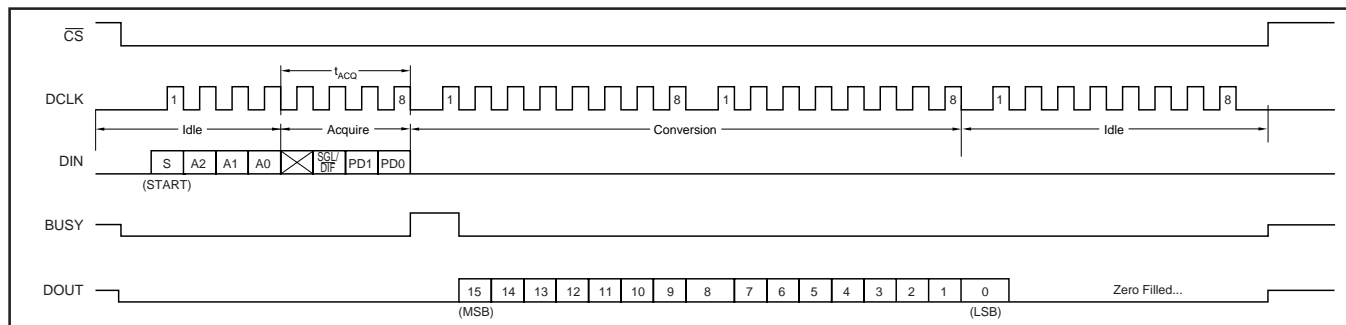 CS
tACQ
DCLK 1 8 1 8 1 8 1 8
Idle Acquire Conversion Idle
DIN S A2 A1 A0 SGL/DIF PD1 PD0
(START)
BUSY
DOUT 15 14 13 12 11 10 9 8 7 6 5 4 3 2 1 0 Zero Filled...
(MSB) (LSB)